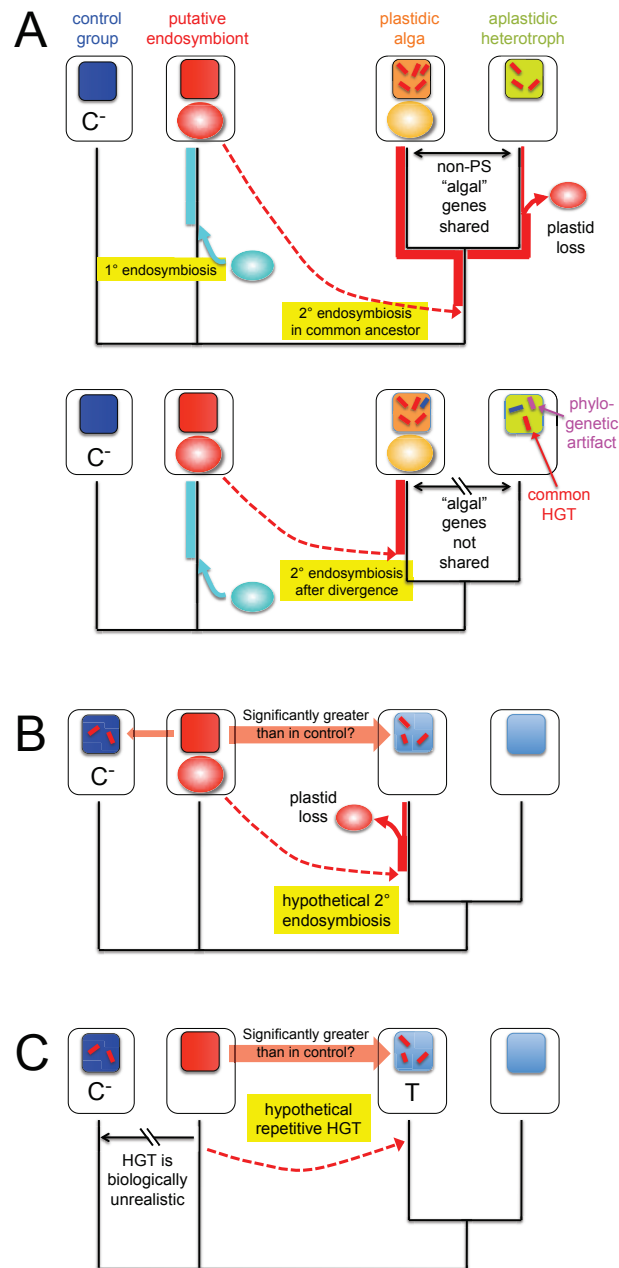 A
control
group
putative
endosymbiont
plastidic
alga
aplastidic
heterotroph
C-
non-PS
"algal"
genes
shared
plastid
loss
1° endosymbiosis
2° endosymbiosis
in common ancestor
C-
phylo-
genetic
artifact
common
HGT
"algal"
genes
not
shared
2° endosymbiosis
after divergence
B
Significantly greater
than in control?
C-
plastid
loss
hypothetical 2°
endosymbiosis
C
Significantly greater
than in control?
C-
T
hypothetical
repetitive HGT
HGT is
biologically
unrealistic